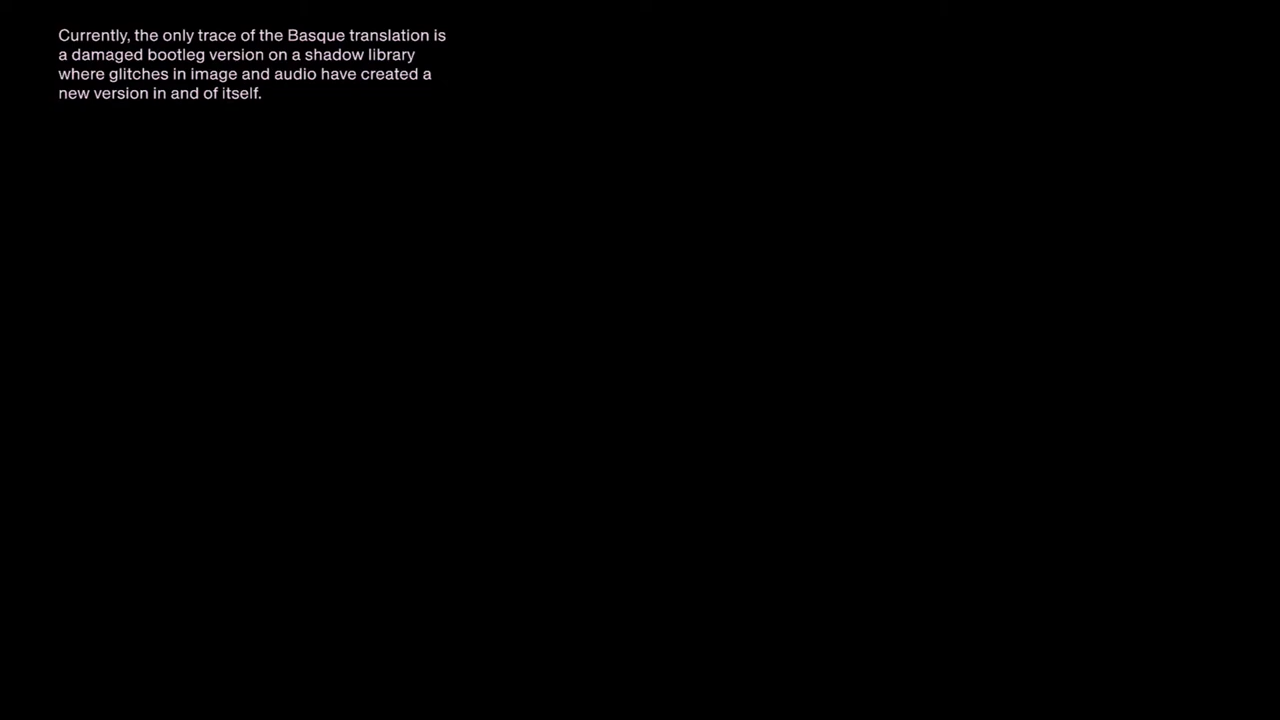 Currently, the only trace of the Basque translation is
a damaged bootleg version on a shadow library
where glitches in image and audio have created a
new version in and of itself.